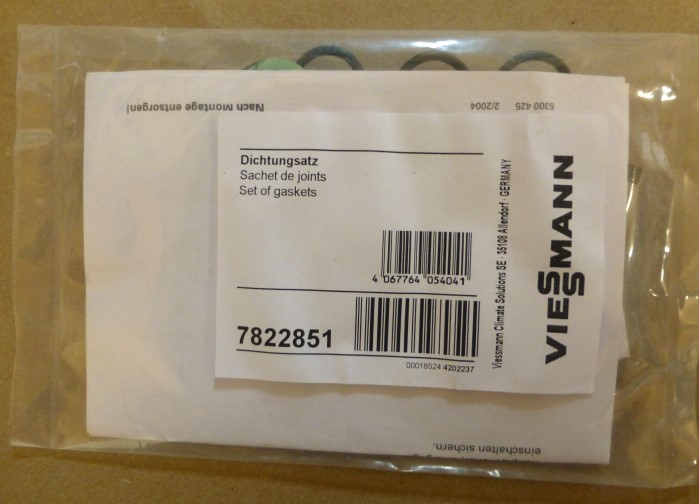 Nach Montage entsorgen!
5300 425 2/2004
Dichtungsatz
Sachet de joints
Set of gaskets
4 067764 054041
7822851
00018524 4202237
Viessmann Climate Solutions SE · 35108 Allendorf · GERMANY
VIESSMANN
einschalten sichern.